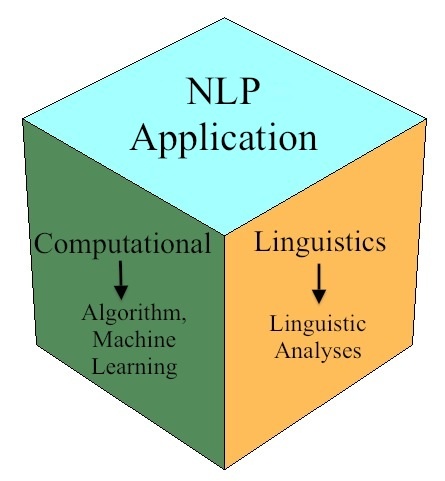 NLP
Application
Computational
Algorithm,
Machine
Learning
Linguistics
Linguistic
Analyses